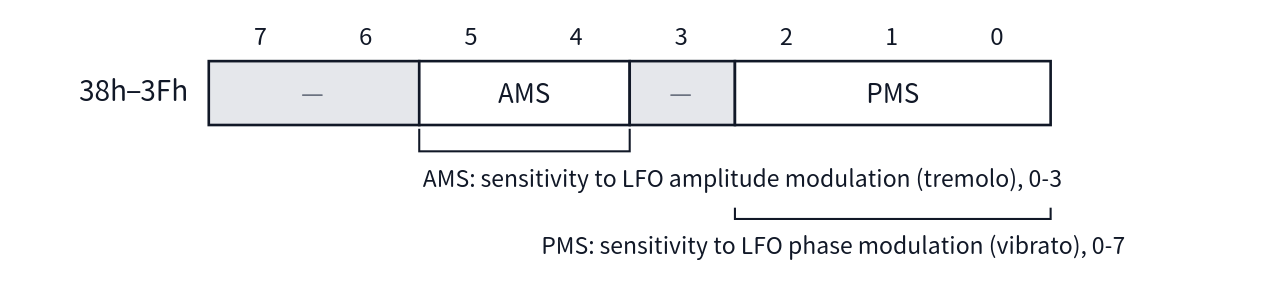 7 6 5 4 3 2 1 0
38h–3Fh — AMS — PMS
AMS: sensitivity to LFO amplitude modulation (tremolo), 0-3
PMS: sensitivity to LFO phase modulation (vibrato), 0-7